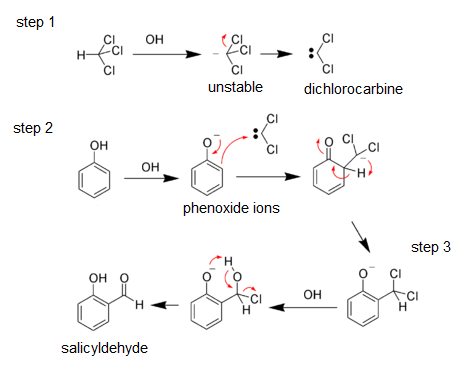 step 1
H Cl Cl Cl
OH
− Cl Cl Cl
Cl Cl
unstable
dichlorocarbine
step 2
OH
OH
O −
Cl Cl
phenoxide ions
O Cl Cl − H
step 3
O − Cl Cl H
OH
O − H O Cl H
OH O H
salicyldehyde